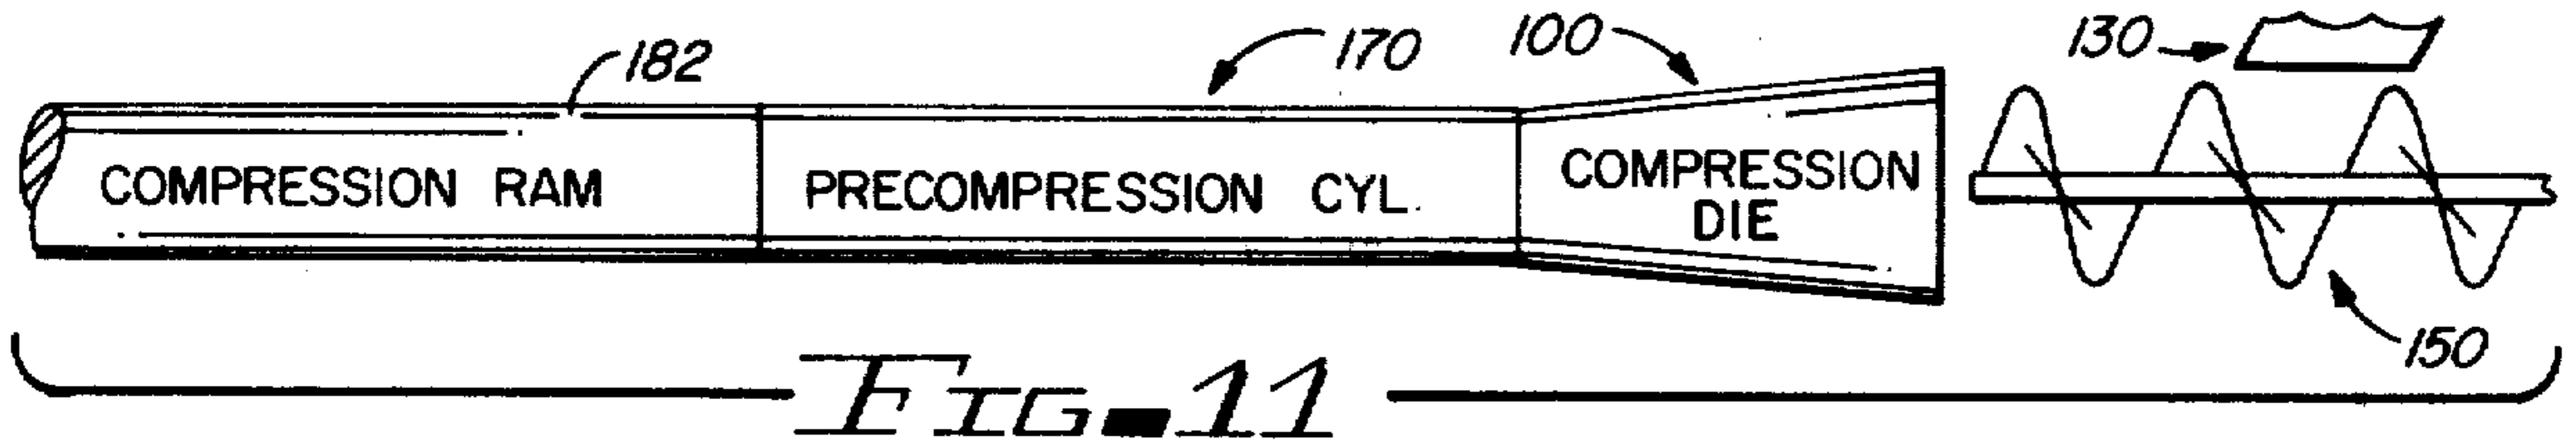 182
170
100
130
COMPRESSION RAM
PRECOMPRESSION CYL.
COMPRESSION
DIE
150
FIG. 11